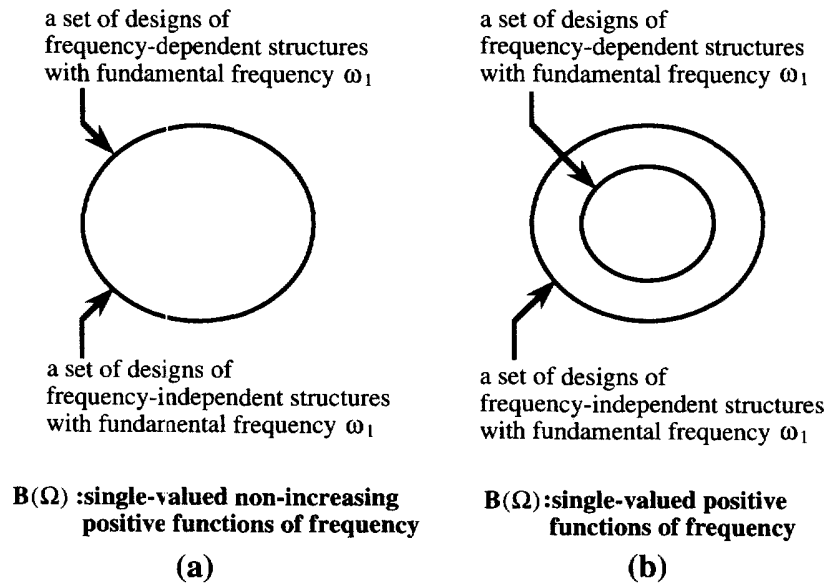 a set of designs of
frequency-dependent structures
with fundamental frequency ω₁
a set of designs of
frequency-independent structures
with fundamental frequency ω₁
B(Ω) :single-valued non-increasing
positive functions of frequency
(a)
a set of designs of
frequency-dependent structures
with fundamental frequency ω₁
a set of designs of
frequency-independent structures
with fundamental frequency ω₁
B(Ω):single-valued positive
functions of frequency
(b)